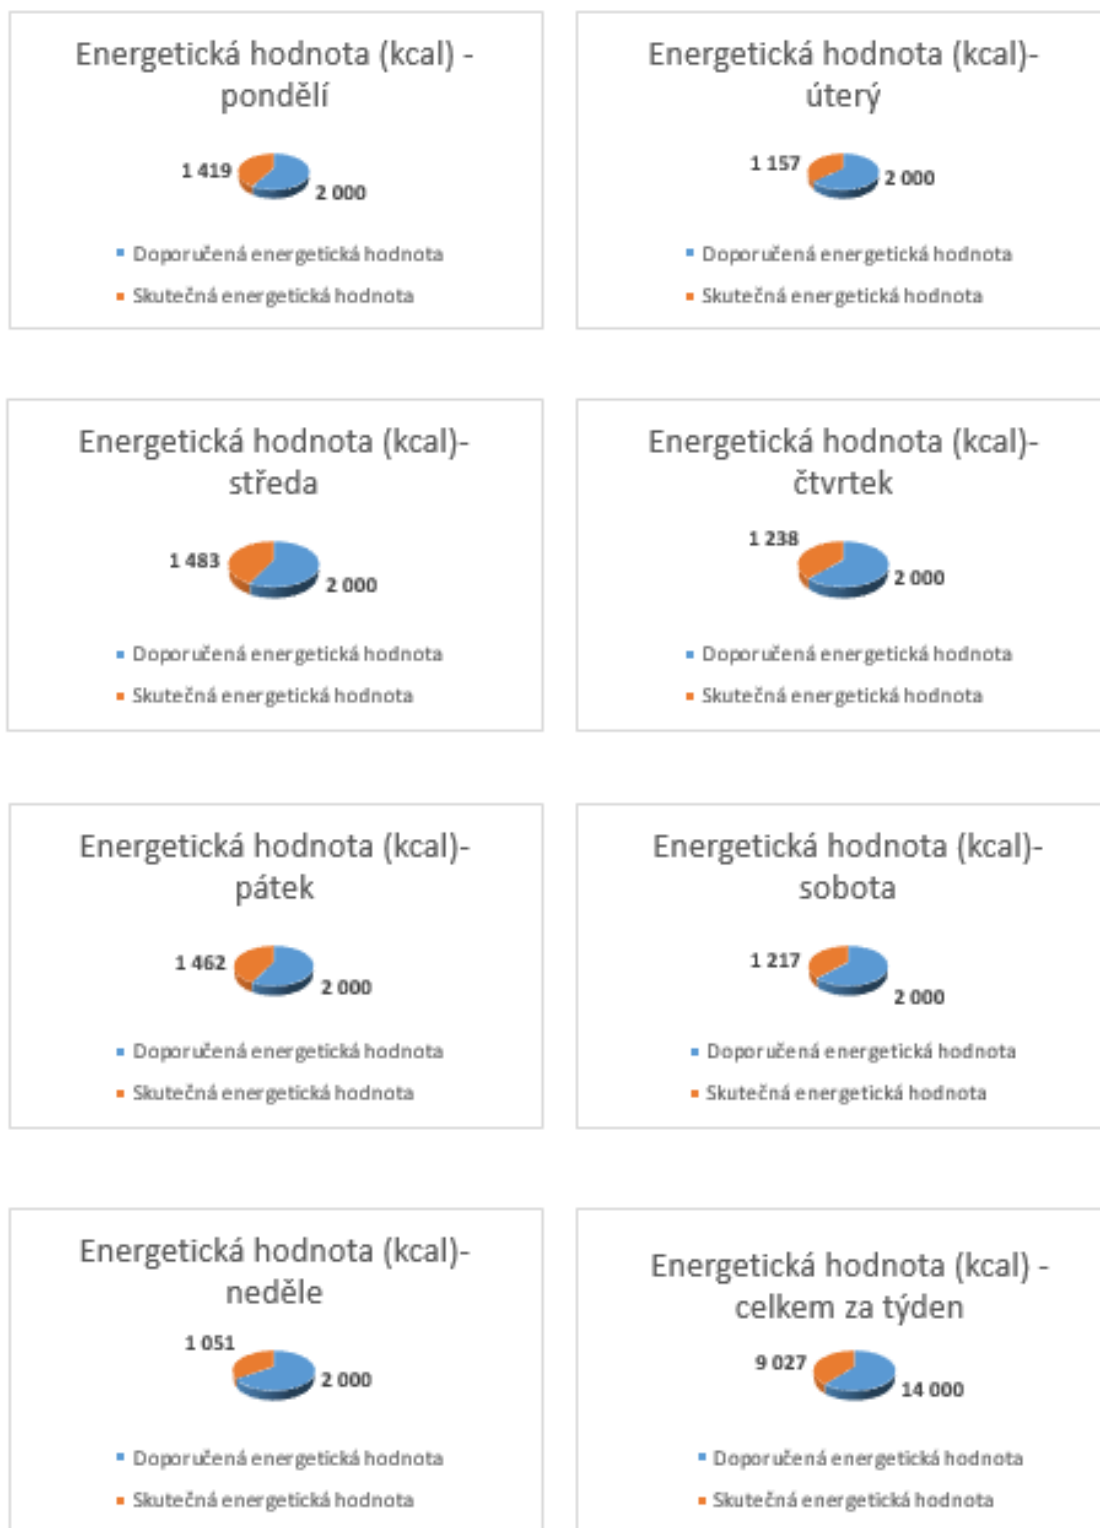 Energetická hodnota (kcal) -
pondělí
1 419
2 000
Doporučená energetická hodnota
Skutečná energetická hodnota
Energetická hodnota (kcal)-
úterý
1 157
2 000
Doporučená energetická hodnota
Skutečná energetická hodnota
Energetická hodnota (kcal)-
středa
1 483
2 000
Doporučená energetická hodnota
Skutečná energetická hodnota
Energetická hodnota (kcal)-
čtvrtek
1 238
2 000
Doporučená energetická hodnota
Skutečná energetická hodnota
Energetická hodnota (kcal)-
pátek
1 462
2 000
Doporučená energetická hodnota
Skutečná energetická hodnota
Energetická hodnota (kcal)-
sobota
1 217
2 000
Doporučená energetická hodnota
Skutečná energetická hodnota
Energetická hodnota (kcal)-
neděle
1 051
2 000
Doporučená energetická hodnota
Skutečná energetická hodnota
Energetická hodnota (kcal) -
celkem za týden
9 027
14 000
Doporučená energetická hodnota
Skutečná energetická hodnota